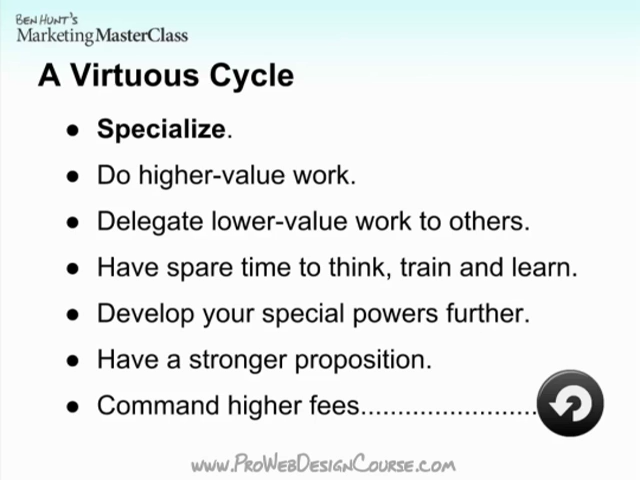 BEN HUNT'S
Marketing MasterClass
A Virtuous Cycle
● Specialize.
● Do higher-value work.
● Delegate lower-value work to others.
● Have spare time to think, train and learn.
● Develop your special powers further.
● Have a stronger proposition.
● Command higher fees........................
www.ProWebDesignCourse.com